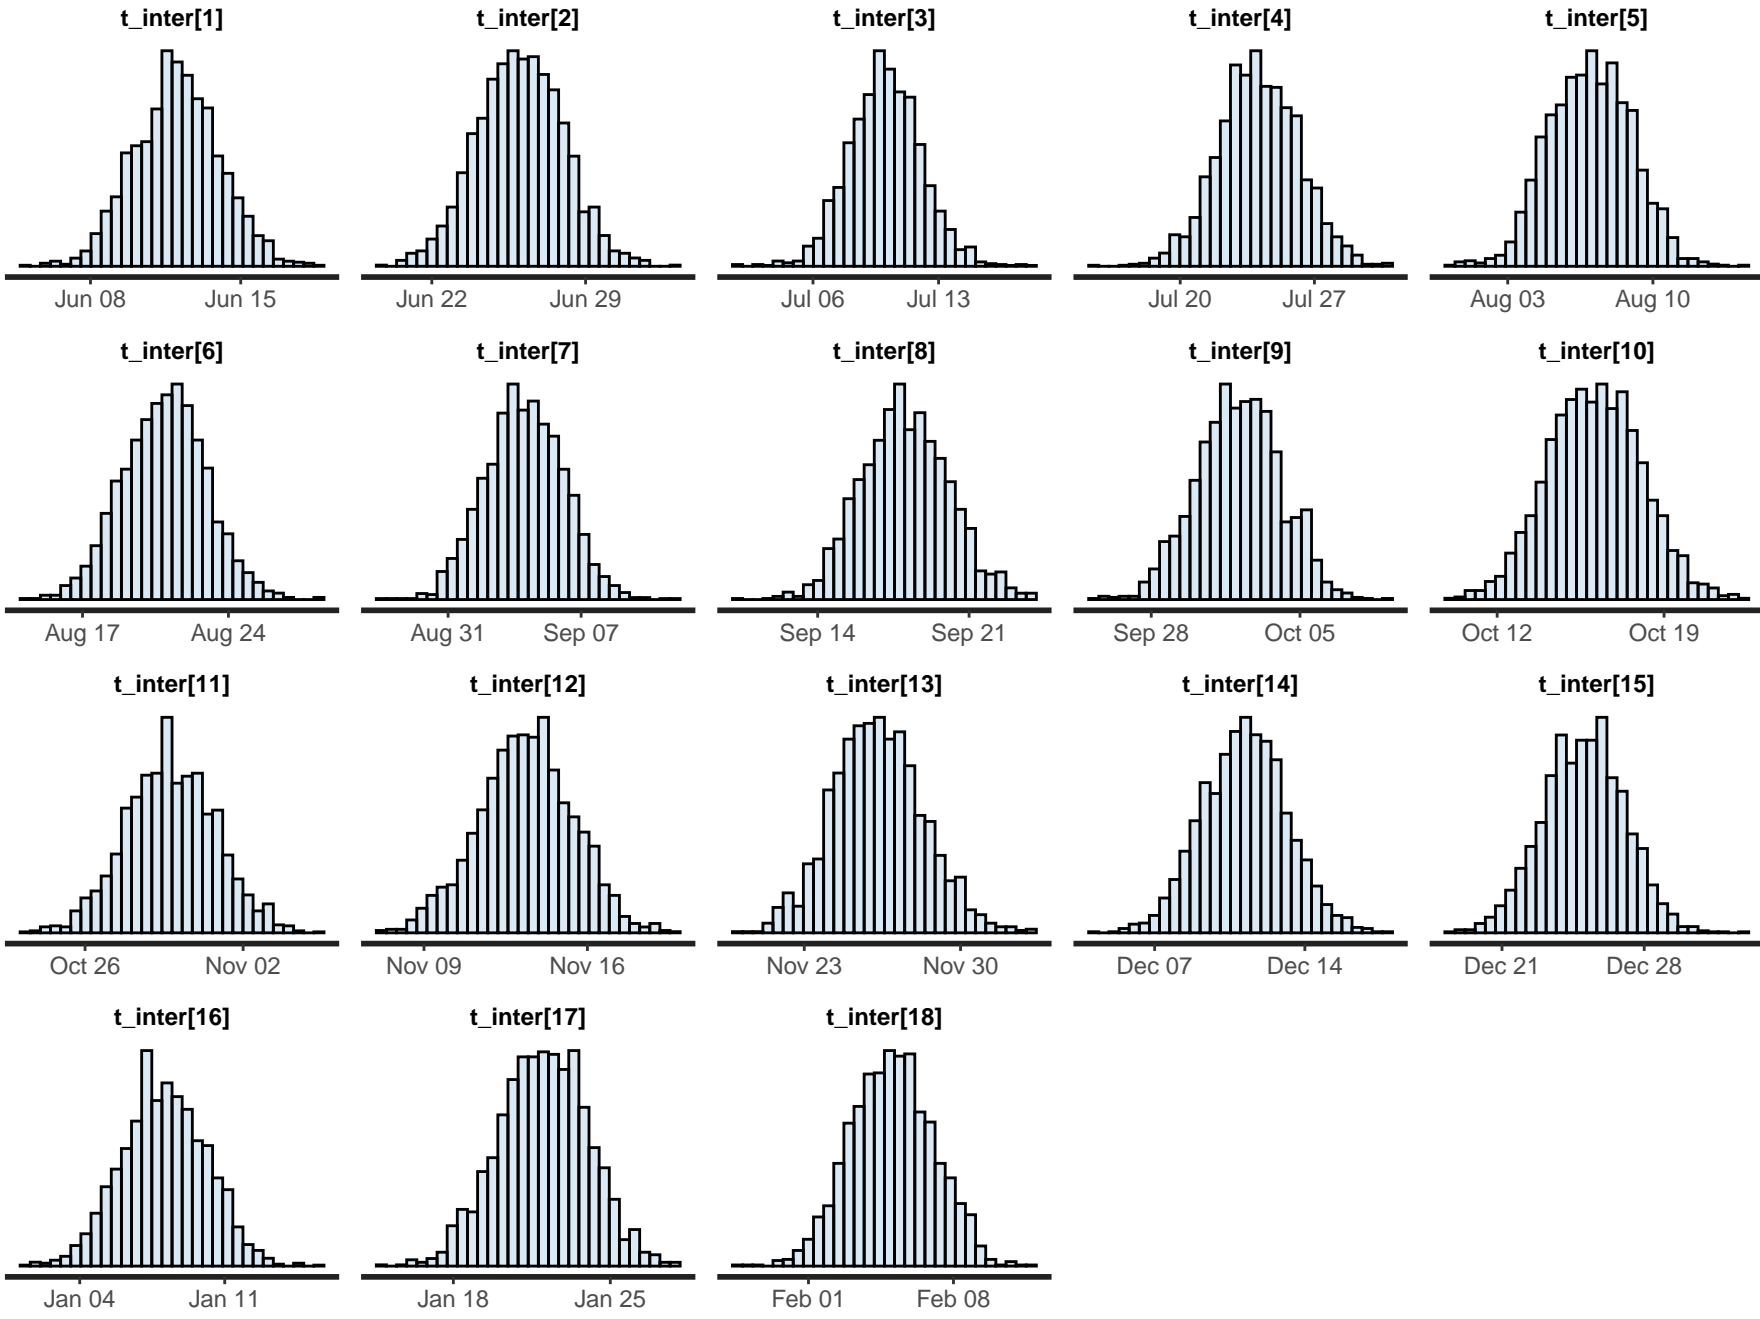 t_inter[1] t_inter[2] t_inter[3] t_inter[4] t_inter[5]
Jun 08 Jun 15 Jun 22 Jun 29 Jul 06 Jul 13 Jul 20 Jul 27 Aug 03 Aug 10
t_inter[6] t_inter[7] t_inter[8] t_inter[9] t_inter[10]
Aug 17 Aug 24 Aug 31 Sep 07 Sep 14 Sep 21 Sep 28 Oct 05 Oct 12 Oct 19
t_inter[11] t_inter[12] t_inter[13] t_inter[14] t_inter[15]
Oct 26 Nov 02 Nov 09 Nov 16 Nov 23 Nov 30 Dec 07 Dec 14 Dec 21 Dec 28
t_inter[16] t_inter[17] t_inter[18]
Jan 04 Jan 11 Jan 18 Jan 25 Feb 01 Feb 08